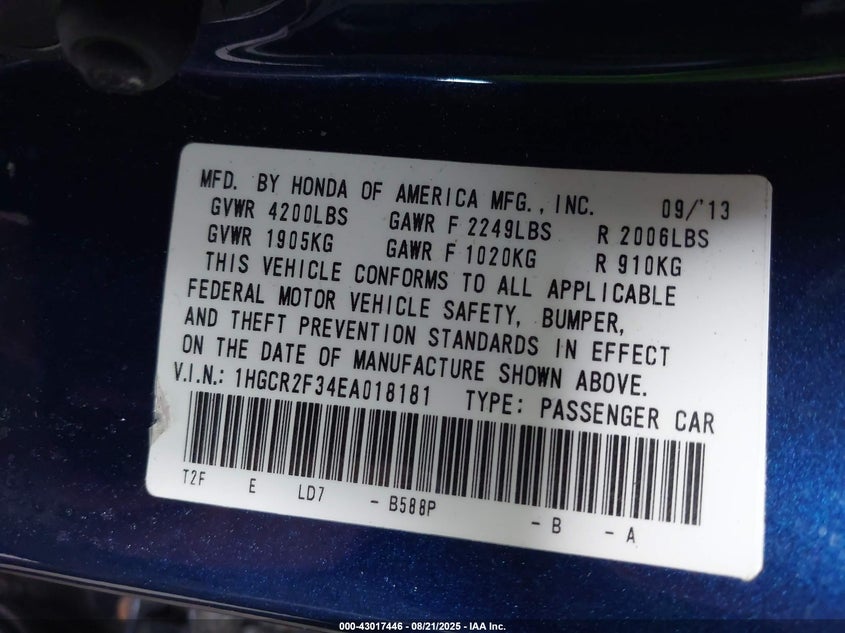 MFD. BY HONDA OF AMERICA MFG., INC. 09/'13
GVWR 4200LBS GAWR F 2249LBS R 2006LBS
GVWR 1905KG GAWR F 1020KG R 910KG
THIS VEHICLE CONFORMS TO ALL APPLICABLE
FEDERAL MOTOR VEHICLE SAFETY, BUMPER,
AND THEFT PREVENTION STANDARDS IN EFFECT
ON THE DATE OF MANUFACTURE SHOWN ABOVE.
V.I.N.: 1HGCR2F34EA018181 TYPE: PASSENGER CAR
T2F E LD7 - B588P - B - A
000-43017446 - 08/21/2025 - IAA Inc.